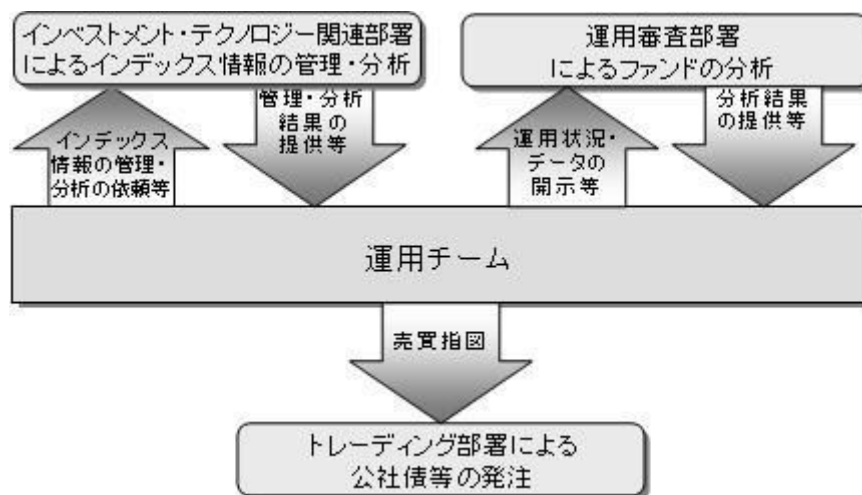 インベストメント・テクノロジー関連部署
によるインデックス情報の管理・分析
運用審査部署
によるファンドの分析
インデックス
情報の管理・
分析の依頼等
管理・分析
結果の
提供等
運用状況・
データの
開示等
分析結果
の提供等
運用チーム
売買指図
トレーディング部署による
公社債等の発注